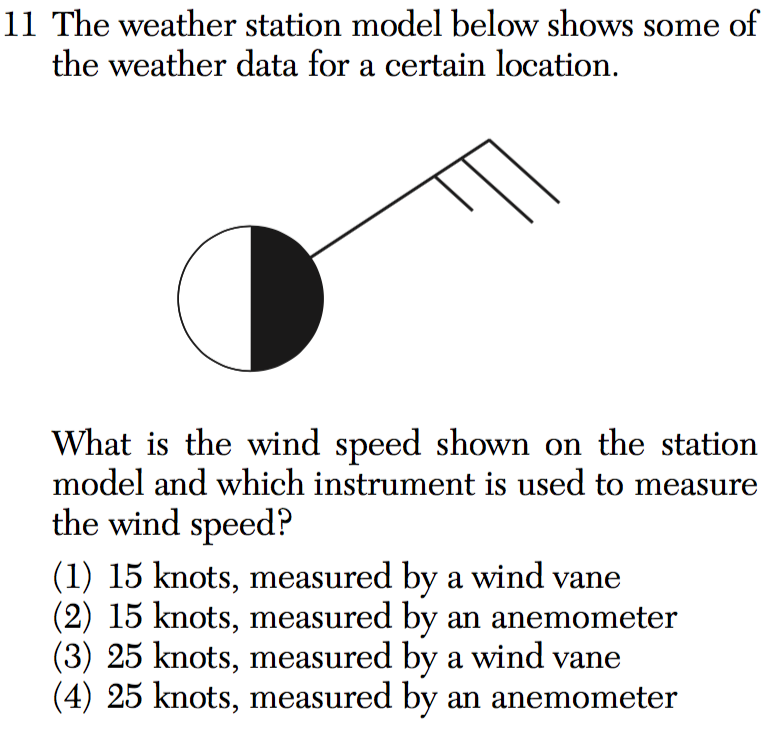 11 The weather station model below shows some of
the weather data for a certain location.
What is the wind speed shown on the station
model and which instrument is used to measure
the wind speed?
(1) 15 knots, measured by a wind vane
(2) 15 knots, measured by an anemometer
(3) 25 knots, measured by a wind vane
(4) 25 knots, measured by an anemometer